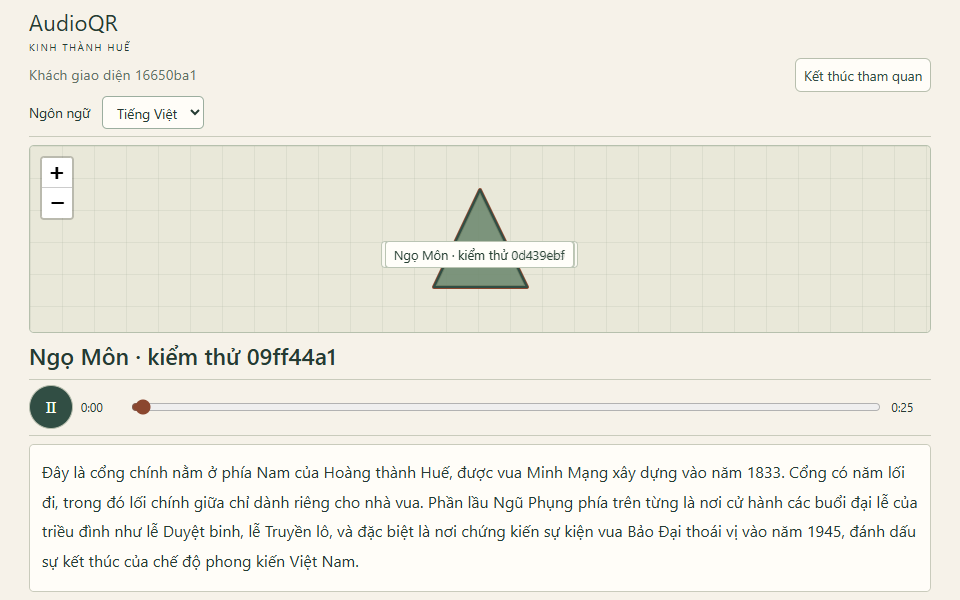 AudioQR
KINH THÀNH HUẾ
Khách giao diện 16650ba1
Kết thúc tham quan
Ngôn ngữ
Tiếng Việt
+
−
Ngọ Môn · kiểm thử 0d439ebf
Ngọ Môn · kiểm thử 09ff44a1
0:00
0:25
Đây là cổng chính nằm ở phía Nam của Hoàng thành Huế, được vua Minh Mạng xây dựng vào năm 1833. Cổng có năm lối
đi, trong đó lối chính giữa chỉ dành riêng cho nhà vua. Phần lầu Ngũ Phụng phía trên từng là nơi cử hành các buổi đại lễ của
triều đình như lễ Duyệt binh, lễ Truyền lô, và đặc biệt là nơi chứng kiến sự kiện vua Bảo Đại thoái vị vào năm 1945, đánh dấu
sự kết thúc của chế độ phong kiến Việt Nam.